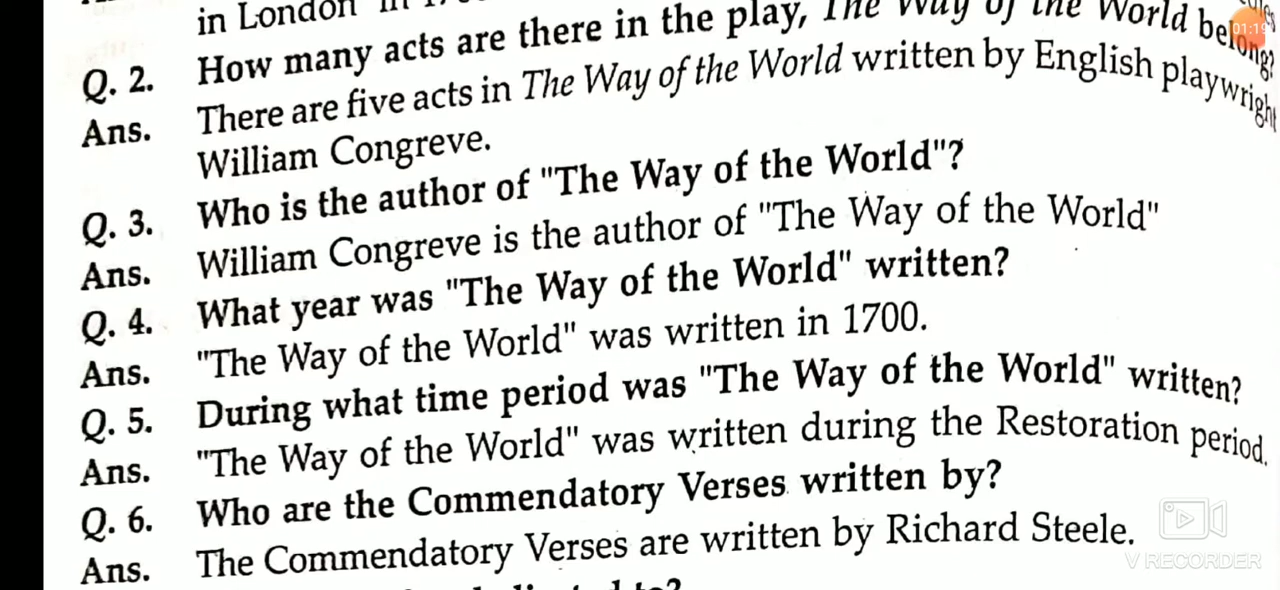 in London in
Q. 2. How many acts are there in the play, The Way of the World belong?
Ans. There are five acts in The Way of the World written by English playwright
William Congreve.
Q. 3. Who is the author of "The Way of the World"?
Ans. William Congreve is the author of "The Way of the World"
Q. 4. What year was "The Way of the World" written?
Ans. "The Way of the World" was written in 1700.
Q. 5. During what time period was "The Way of the World" written?
Ans. "The Way of the World" was written during the Restoration period.
Q. 6. Who are the Commendatory Verses written by?
Ans. The Commendatory Verses are written by Richard Steele.
to?
01:19
V RECORDER